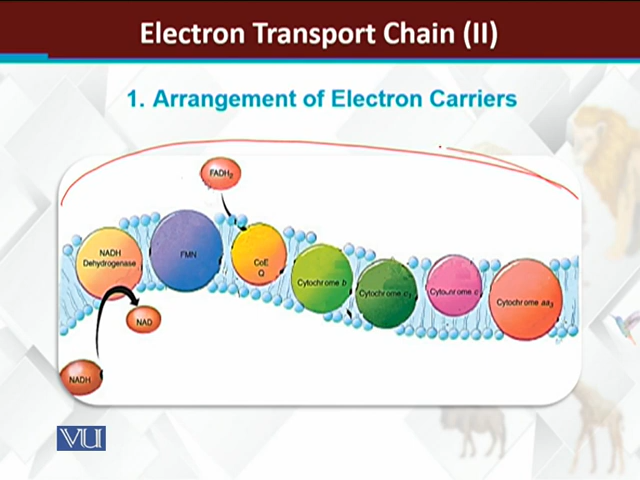 Electron Transport Chain (II)
1. Arrangement of Electron Carriers
FADH₂
NADH
Dehydrogenase
FMN
CoE
Q
Cytochrome b
Cytochrome c₁
Cytochrome c
Cytochrome aa₃
NAD
NADH
VU